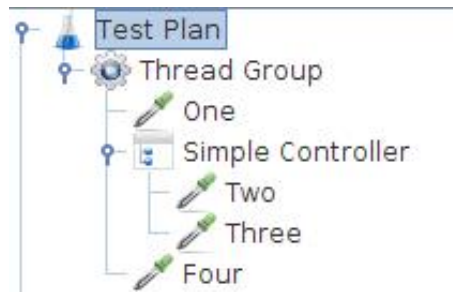 Test Plan
Thread Group
One
Simple Controller
Two
Three
Four